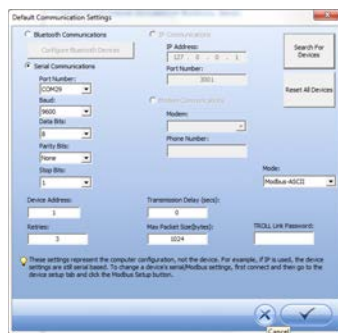 Default Communication Settings
Bluetooth Communications
Configure Bluetooth Devices
Serial Communications
Port Number:
COM29
Baud:
9600
Data Bits:
8
Parity Bits:
None
Stop Bits:
1
IP Communications
IP Address:
127 . 0 . 0 . 1
Port Number:
3001
Modem Communications
Modem:
Phone Number:
Search For
Devices
Reset All Devices
Mode:
Modbus-ASCII
Device Address:
1
Transmission Delay (secs):
0
Retries:
3
Max Packet Size(bytes):
1024
TROLL Link Password:
These settings represent the computer configuration, not the device. For example, if IP is used, the device
settings are still serial based. To change a device's serial/Modbus settings, first connect and then go to the
device setup tab and click the Modbus Setup button.
Cancel